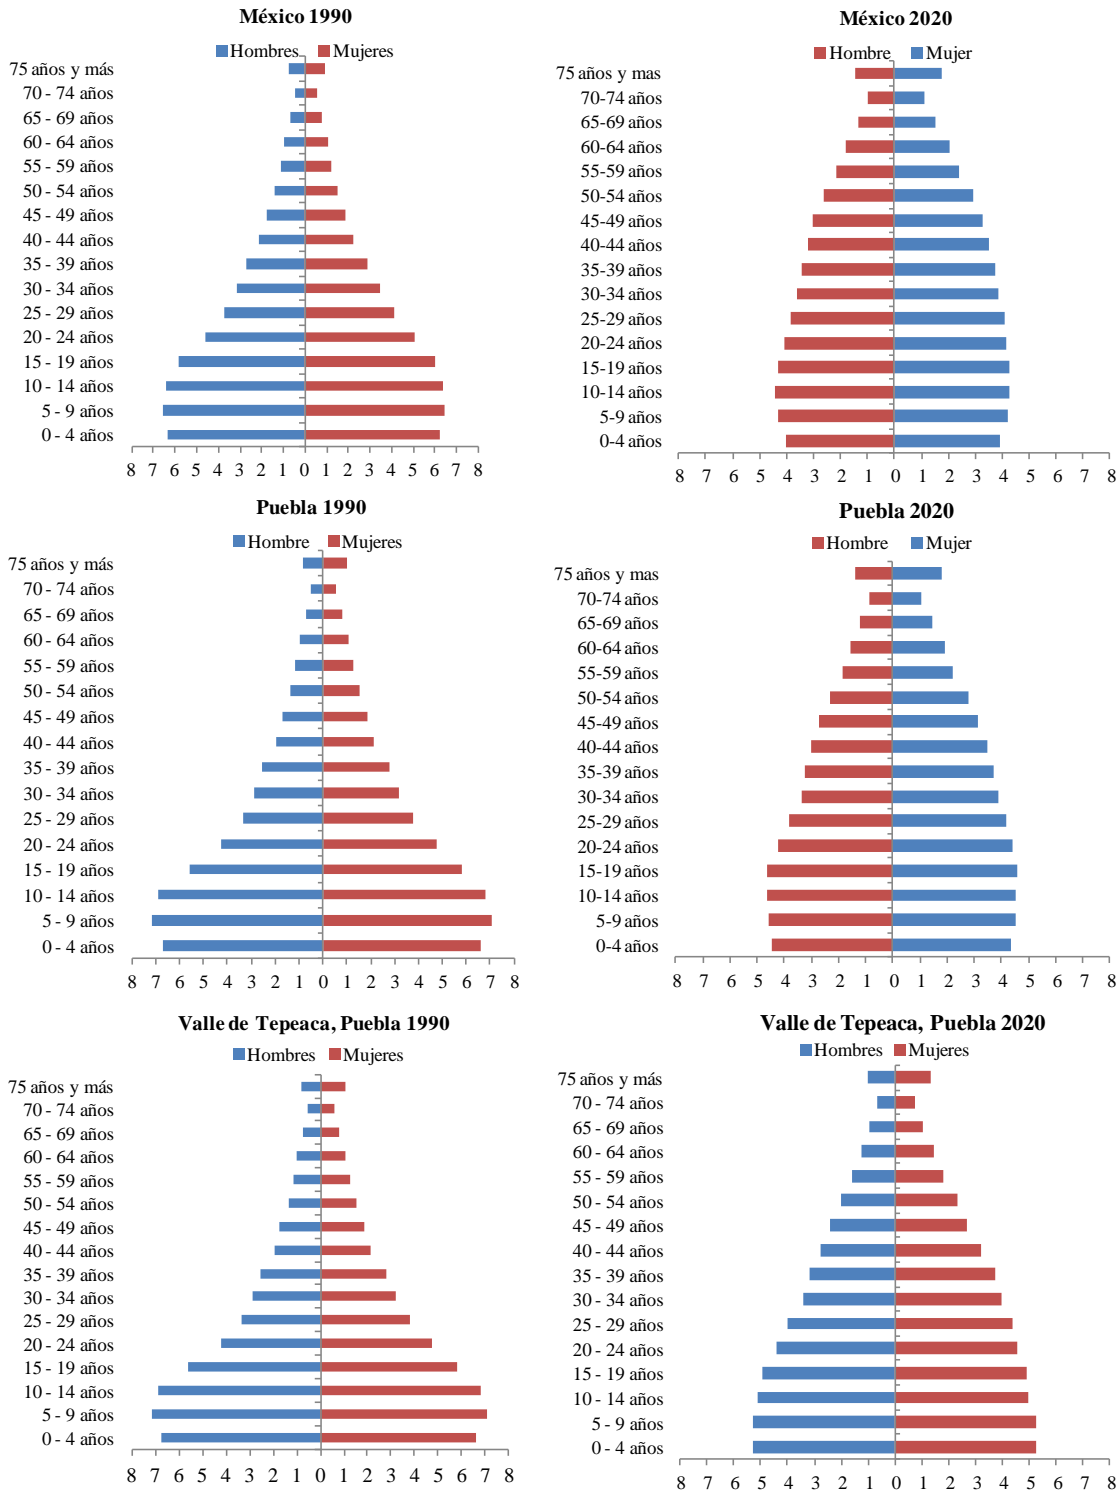 México 1990
Hombres Mujeres
75 años y más
70 - 74 años
65 - 69 años
60 - 64 años
55 - 59 años
50 - 54 años
45 - 49 años
40 - 44 años
35 - 39 años
30 - 34 años
25 - 29 años
20 - 24 años
15 - 19 años
10 - 14 años
5 - 9 años
0 - 4 años
8 7 6 5 4 3 2 1 0 1 2 3 4 5 6 7 8
México 2020
Hombre Mujer
75 años y mas
70-74 años
65-69 años
60-64 años
55-59 años
50-54 años
45-49 años
40-44 años
35-39 años
30-34 años
25-29 años
20-24 años
15-19 años
10-14 años
5-9 años
0-4 años
8 7 6 5 4 3 2 1 0 1 2 3 4 5 6 7 8
Puebla 1990
Hombre Mujeres
75 años y más
70 - 74 años
65 - 69 años
60 - 64 años
55 - 59 años
50 - 54 años
45 - 49 años
40 - 44 años
35 - 39 años
30 - 34 años
25 - 29 años
20 - 24 años
15 - 19 años
10 - 14 años
5 - 9 años
0 - 4 años
8 7 6 5 4 3 2 1 0 1 2 3 4 5 6 7 8
Puebla 2020
Hombre Mujer
75 años y mas
70-74 años
65-69 años
60-64 años
55-59 años
50-54 años
45-49 años
40-44 años
35-39 años
30-34 años
25-29 años
20-24 años
15-19 años
10-14 años
5-9 años
0-4 años
8 7 6 5 4 3 2 1 0 1 2 3 4 5 6 7 8
Valle de Tepeaca, Puebla 1990
Hombres Mujeres
75 años y más
70 - 74 años
65 - 69 años
60 - 64 años
55 - 59 años
50 - 54 años
45 - 49 años
40 - 44 años
35 - 39 años
30 - 34 años
25 - 29 años
20 - 24 años
15 - 19 años
10 - 14 años
5 - 9 años
0 - 4 años
8 7 6 5 4 3 2 1 0 1 2 3 4 5 6 7 8
Valle de Tepeaca, Puebla 2020
Hombres Mujeres
75 años y más
70 - 74 años
65 - 69 años
60 - 64 años
55 - 59 años
50 - 54 años
45 - 49 años
40 - 44 años
35 - 39 años
30 - 34 años
25 - 29 años
20 - 24 años
15 - 19 años
10 - 14 años
5 - 9 años
0 - 4 años
8 7 6 5 4 3 2 1 0 1 2 3 4 5 6 7 8